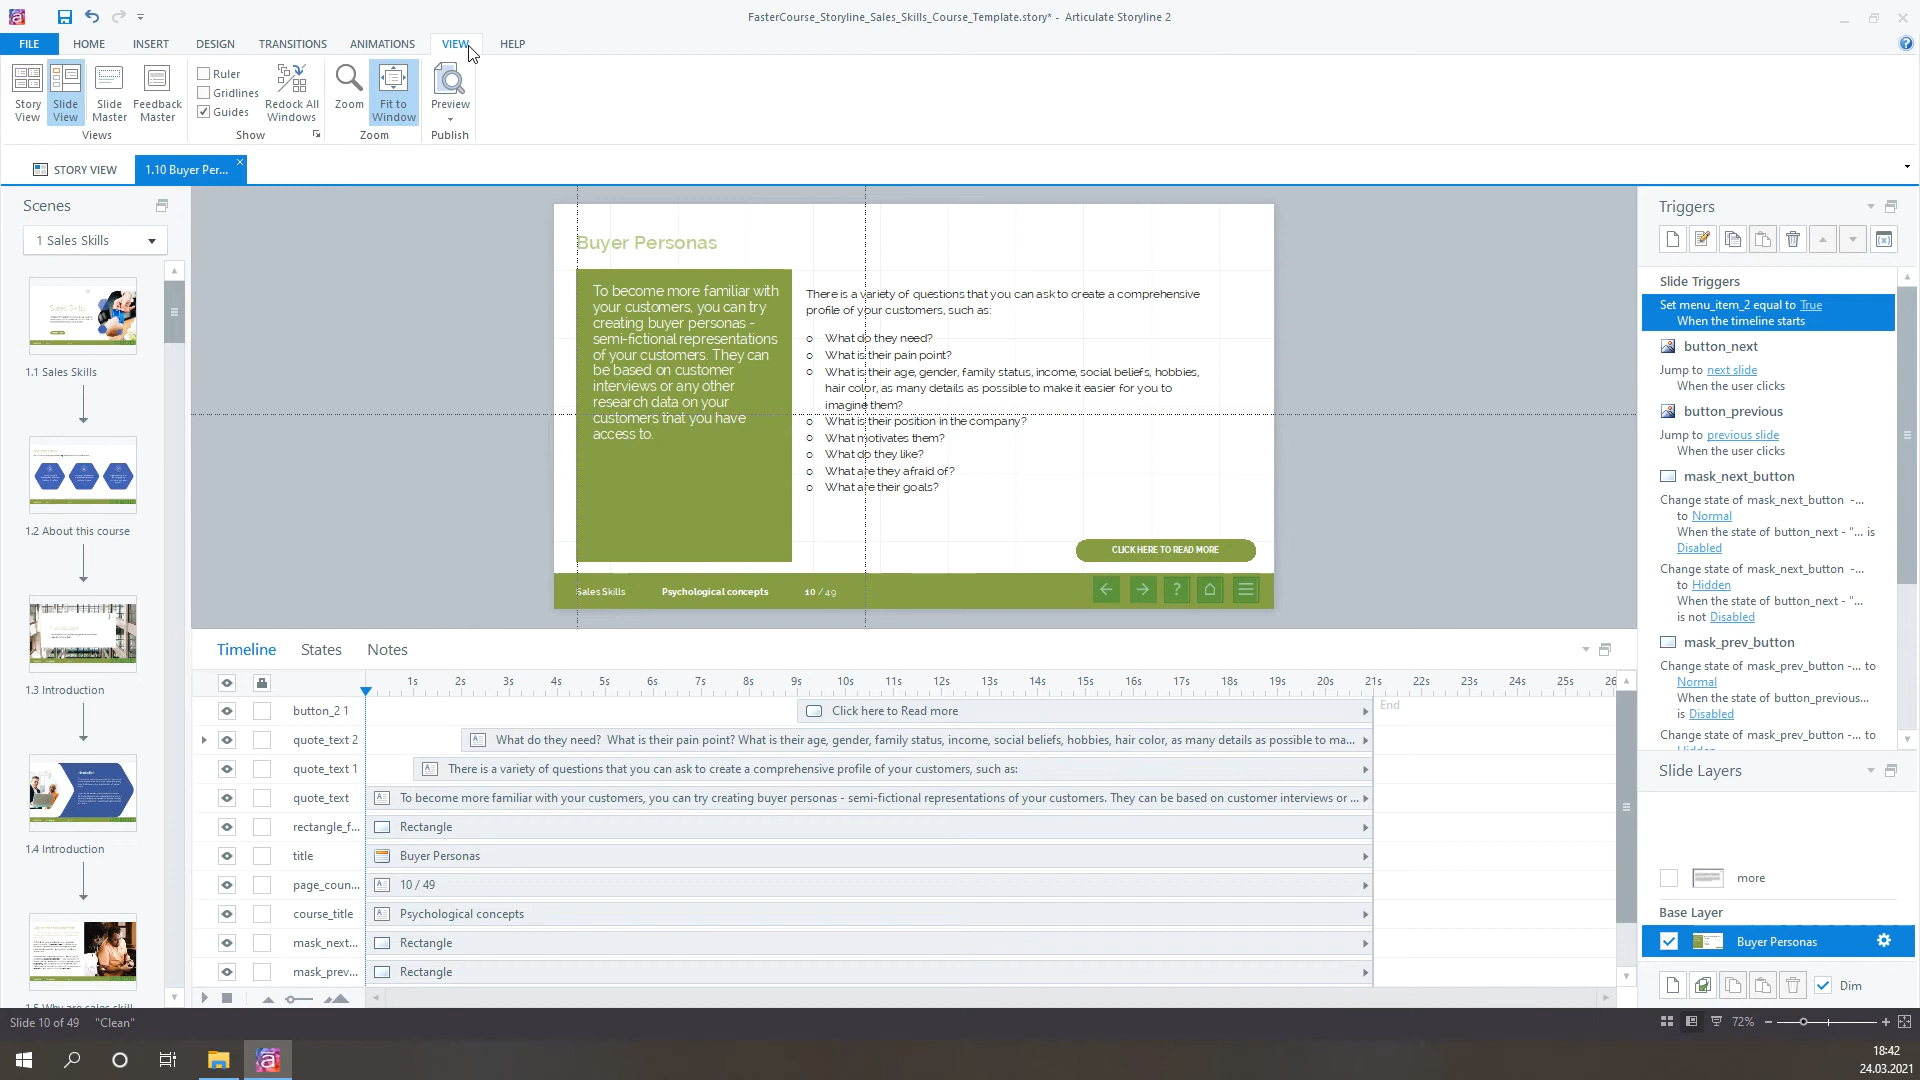 FasterCourse_Storyline_Sales_Skills_Course_Template.story* - Articulate Storyline 2
FILE HOME INSERT DESIGN TRANSITIONS ANIMATIONS VIEW HELP
Story View
Slide View
Slide Master
Feedback Master
Views
Ruler
Gridlines
Guides
Redock All Windows
Show
Zoom
Fit to Window
Zoom
Preview
Publish
STORY VIEW
1.10 Buyer Per...
Scenes
1 Sales Skills
1.1 Sales Skills
1.2 About this course
1.3 Introduction
1.4 Introduction
Buyer Personas
To become more familiar with
your customers, you can try
creating buyer personas -
semi-fictional representations
of your customers. They can
be based on customer
interviews or any other
research data on your
customers that you have
access to.
There is a variety of questions that you can ask to create a comprehensive
profile of your customers, such as:
o What do they need?
o What is their pain point?
o What is their age, gender, family status, income, social beliefs, hobbies,
hair color, as many details as possible to make it easier for you to
imagine them?
o What is their position in the company?
o What motivates them?
o What do they like?
o What are they afraid of?
o What are their goals?
CLICK HERE TO READ MORE
Sales Skills Psychological concepts 10 / 49
?
Timeline States Notes
1s 2s 3s 4s 5s 6s 7s 8s 9s 10s 11s 12s 13s 14s 15s 16s 17s 18s 19s 20s 21s 22s 23s 24s 25s 26
button_2 1 Click here to Read more End
quote_text 2 What do they need? What is their pain point? What is their age, gender, family status, income, social beliefs, hobbies, hair color, as many details as possible to ma...
quote_text 1 There is a variety of questions that you can ask to create a comprehensive profile of your customers, such as:
quote_text To become more familiar with your customers, you can try creating buyer personas - semi-fictional representations of your customers. They can be based on customer interviews or ...
rectangle_f... Rectangle
title Buyer Personas
page_coun... 10 / 49
course_title Psychological concepts
mask_next... Rectangle
mask_prev... Rectangle
Triggers
Slide Triggers
Set menu_item_2 equal to True
When the timeline starts
button_next
Jump to next slide
When the user clicks
button_previous
Jump to previous slide
When the user clicks
mask_next_button
Change state of mask_next_button -...
to Normal
When the state of button_next - "... is
Disabled
Change state of mask_next_button -...
to Hidden
When the state of button_next - "...
is not Disabled
mask_prev_button
Change state of mask_prev_button -... to
Normal
When the state of button_previous...
is Disabled
Change state of mask_prev_button -... to
Slide Layers
more
Base Layer
Buyer Personas
Dim
Slide 10 of 49 "Clean"
72%
18:42
24.03.2021